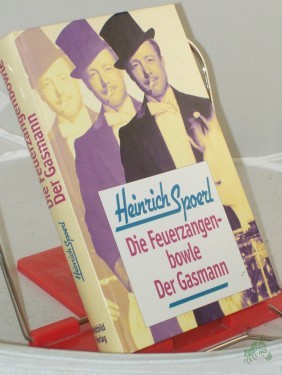 Heinrich Spoerl
Die Feuerzangen-
bowle
Der Gasmann
Die Feuerzangenbowle
Der Gasmann
Heinrich Spoerl